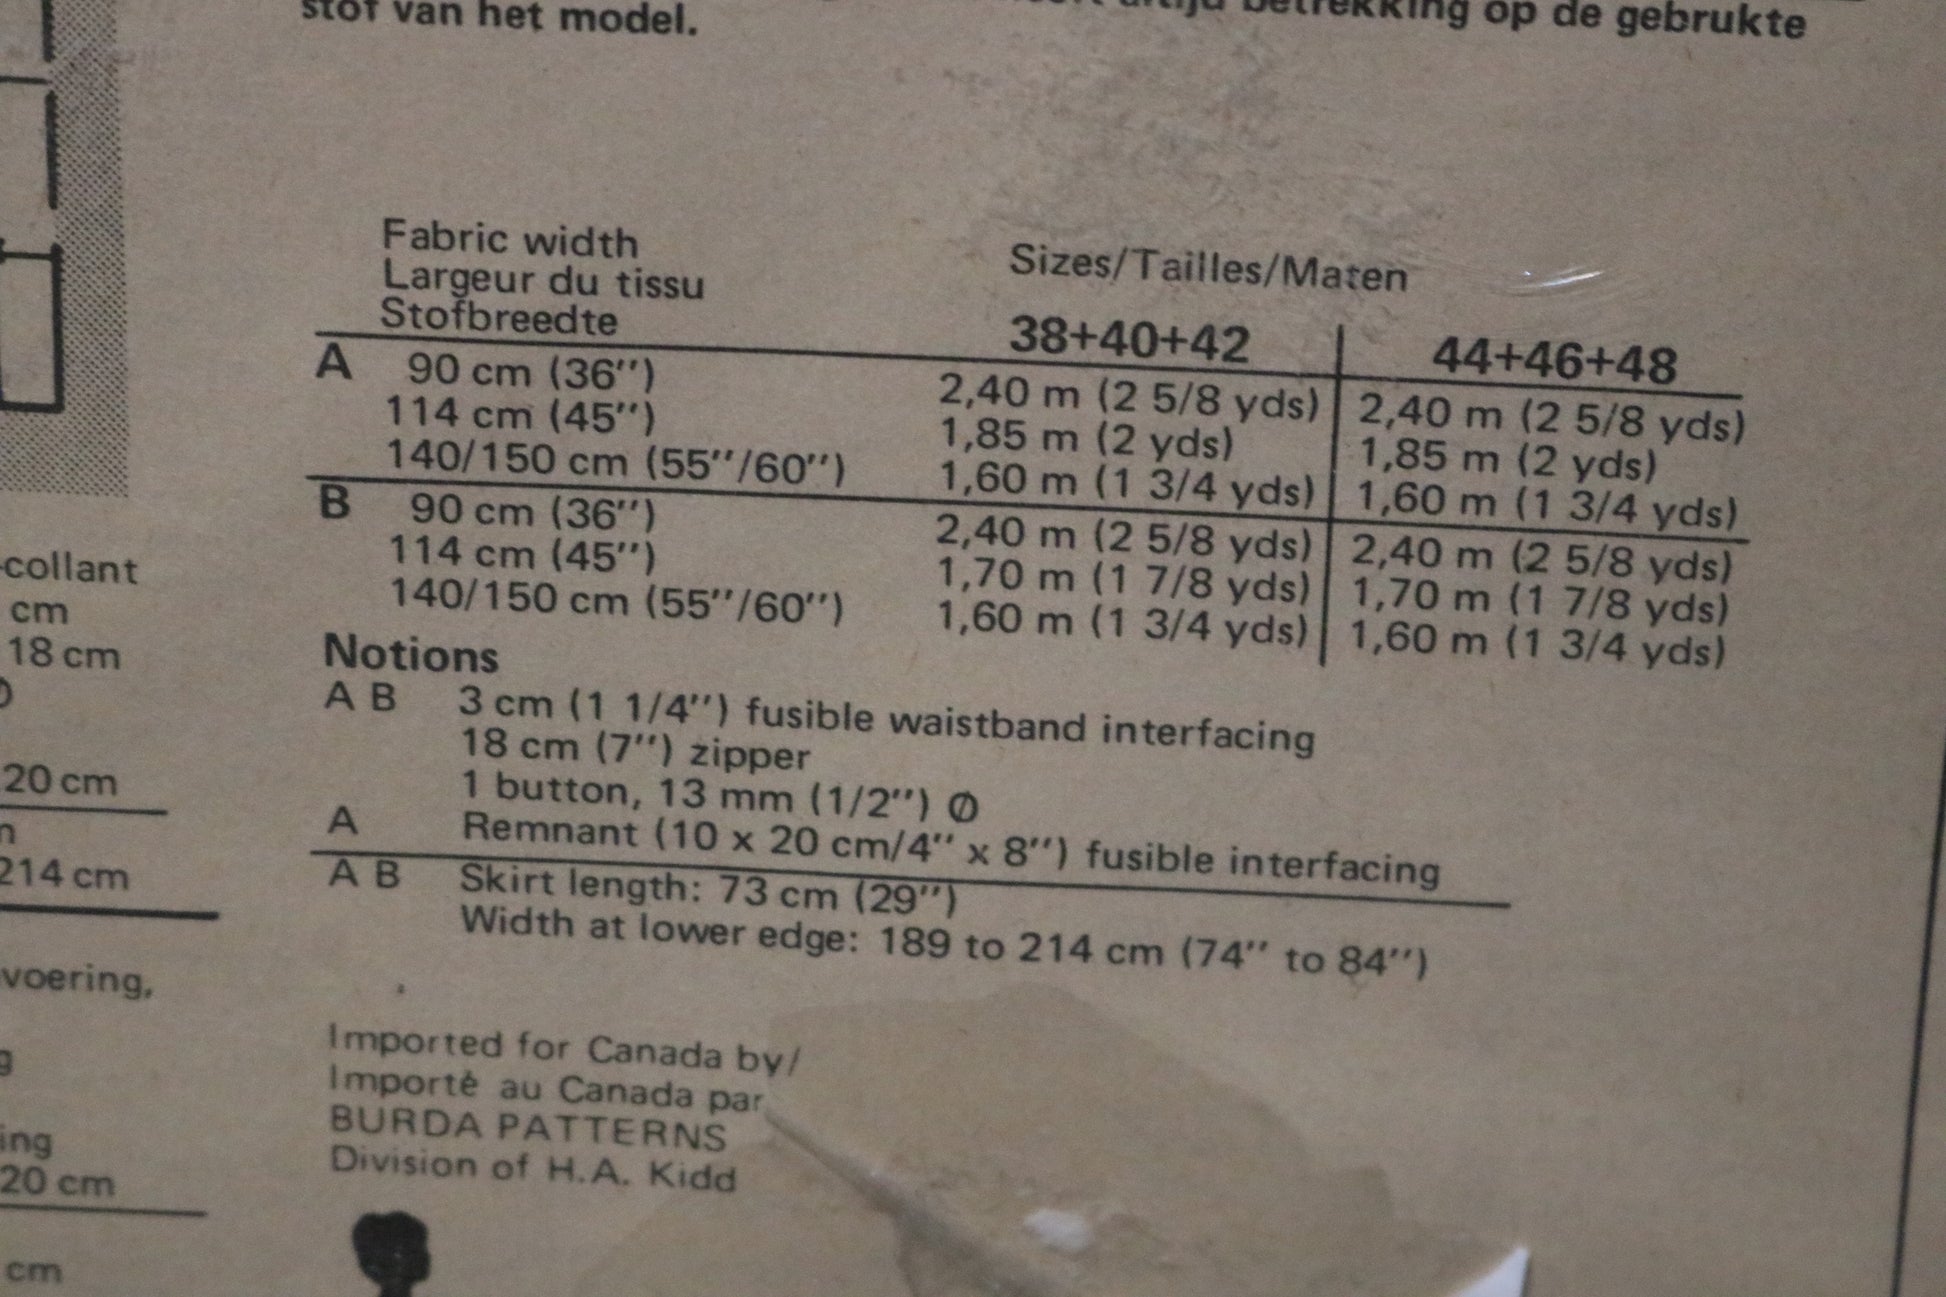 stof van het model.
betrekking op de gebrukte
Fabric width
Largeur du tissu
Stofbreedte
Sizes/Tailles/Maten
38+40+42 44+46+48
A 90 cm (36'') 2,40 m (2 5/8 yds) 2,40 m (2 5/8 yds)
114 cm (45'') 1,85 m (2 yds) 1,85 m (2 yds)
140/150 cm (55''/60'') 1,60 m (1 3/4 yds) 1,60 m (1 3/4 yds)
B 90 cm (36'') 2,40 m (2 5/8 yds) 2,40 m (2 5/8 yds)
114 cm (45'') 1,70 m (1 7/8 yds) 1,70 m (1 7/8 yds)
140/150 cm (55''/60'') 1,60 m (1 3/4 yds) 1,60 m (1 3/4 yds)
Notions
A B 3 cm (1 1/4'') fusible waistband interfacing
18 cm (7'') zipper
1 button, 13 mm (1/2'') Ø
A Remnant (10 x 20 cm/4'' x 8'') fusible interfacing
A B Skirt length: 73 cm (29'')
Width at lower edge: 189 to 214 cm (74'' to 84'')
Imported for Canada by/
Importé au Canada par
BURDA PATTERNS
Division of H.A. Kidd
-collant
cm
18 cm
20 cm
214 cm
voering,
ing
20 cm
cm